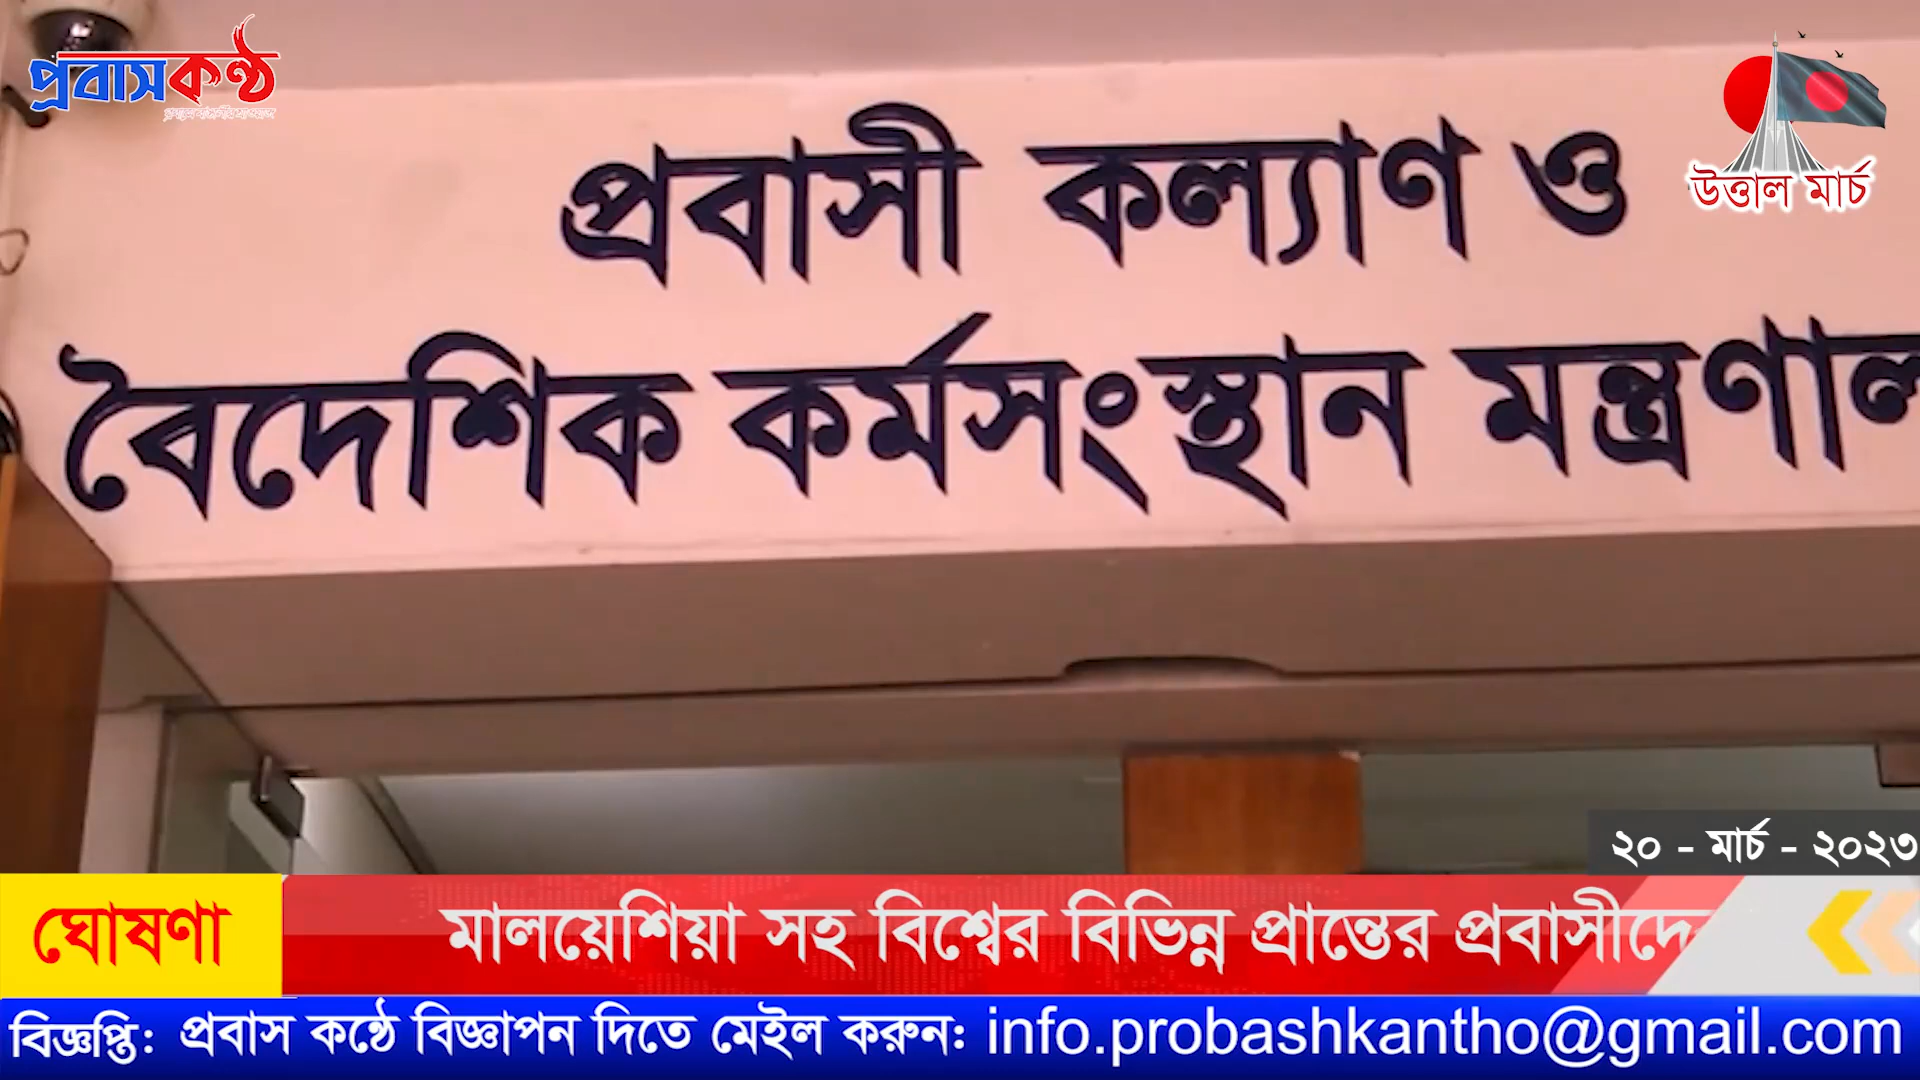 প্রবাসকণ্ঠ
উত্তাল মার্চ
প্রবাসী কল্যাণ ও
বৈদেশিক কর্মসংস্থান মন্ত্রণাল
২০ - মার্চ - ২০২৩
ঘোষণা
মালয়েশিয়া সহ বিশ্বের বিভিন্ন প্রান্তের প্রবাসীদে
বিজ্ঞপ্তি: প্রবাস কন্ঠে বিজ্ঞাপন দিতে মেইল করুন: info.probashkantho@gmail.com